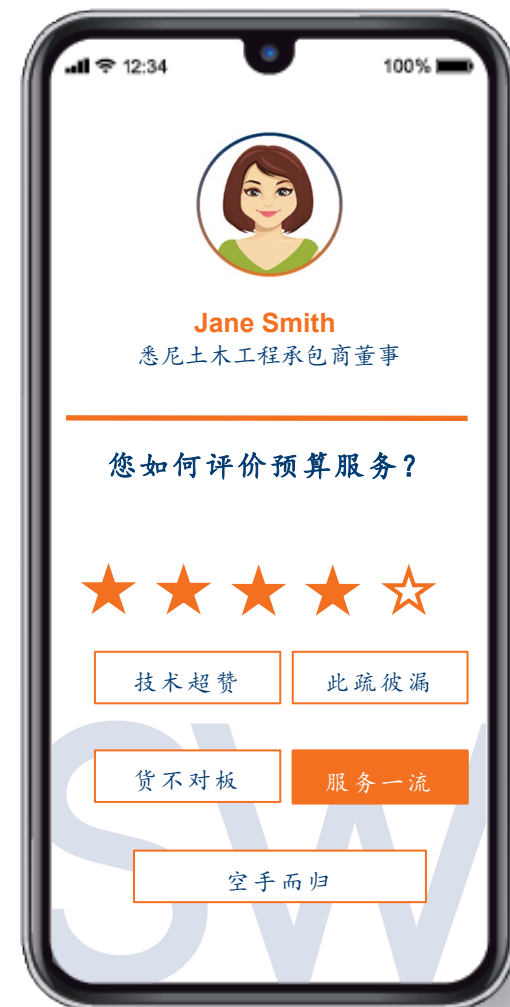 12:34
100%
Jane Smith
悉尼土木工程承包商董事
您如何评价预算服务？
技术超赞
此疏彼漏
货不对板
服务一流
空手而归
SW